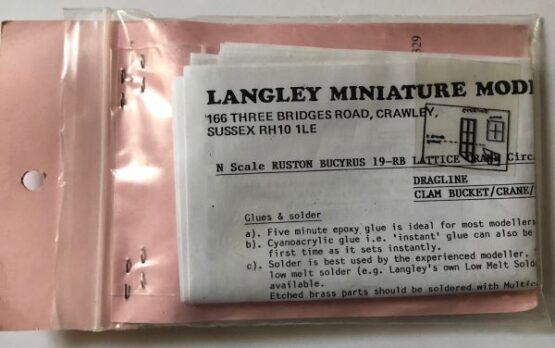 329
LANGLEY MINIATURE MODE
166 THREE BRIDGES ROAD, CRAWLEY,
SUSSEX RH10 1LE
N Scale RUSTON BUCYRUS 19-RB LATTICE CRANE Circa
DRAGLINE
CLAM BUCKET/CRANE/
Glues & solder
a). Five minute epoxy glue is ideal for most modellers
b). Cyanoacrylic glue i.e. 'instant' glue can also be
first time as it sets instantly.
c). Solder is best used by the experienced modeller.
low melt solder (e.g. Langley's own Low Melt Sold
available.
Etched brass parts should be soldered with Multico